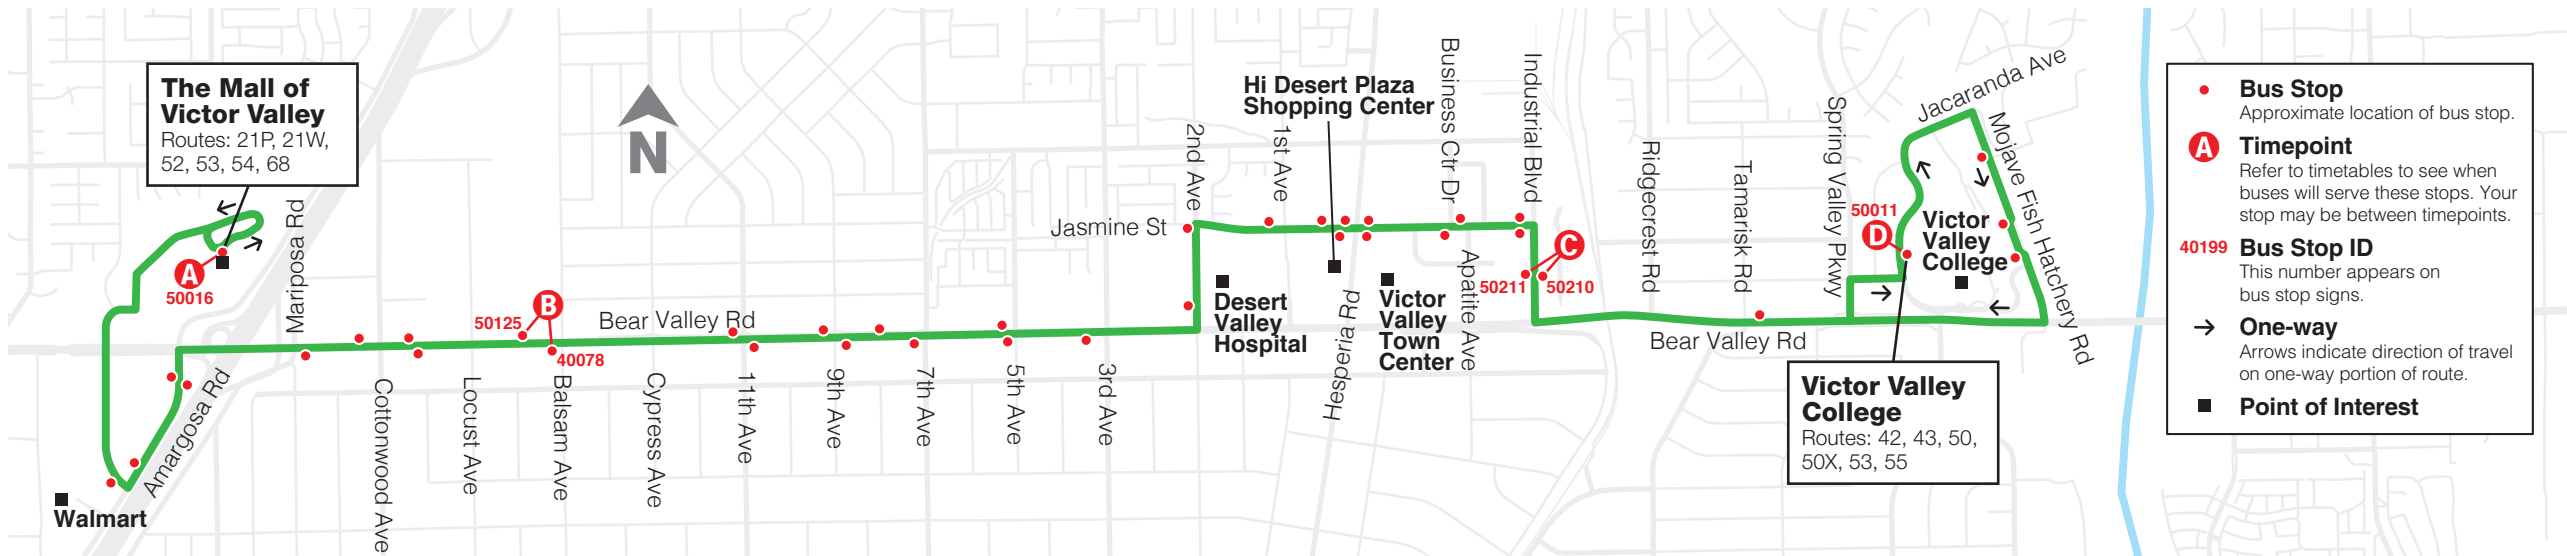 The Mall of
Victor Valley
Routes: 21P, 21W,
52, 53, 54, 68
A
50016
Walmart
Amargosa Rd
Mariposa Rd
Cottonwood Ave
Locust Ave
50125
B
40078
Balsam Ave
N
Bear Valley Rd
Cypress Ave
11th Ave
9th Ave
7th Ave
5th Ave
3rd Ave
Jasmine St
2nd Ave
1st Ave
Desert
Valley
Hospital
Hi Desert Plaza
Shopping Center
Hesperia Rd
Victor
Valley
Town
Center
Business Ctr Dr
Apatite Ave
Industrial Blvd
C
50211
50210
Ridgecrest Rd
Tamarisk Rd
Bear Valley Rd
Spring Valley Pkwy
50011
D
Victor
Valley
College
Jacaranda Ave
Mojave Fish Hatchery Rd
Victor Valley
College
Routes: 42, 43, 50,
50X, 53, 55
Bus Stop
Approximate location of bus stop.
A
Timepoint
Refer to timetables to see when
buses will serve these stops. Your
stop may be between timepoints.
40199
Bus Stop ID
This number appears on
bus stop signs.
One-way
Arrows indicate direction of travel
on one-way portion of route.
Point of Interest